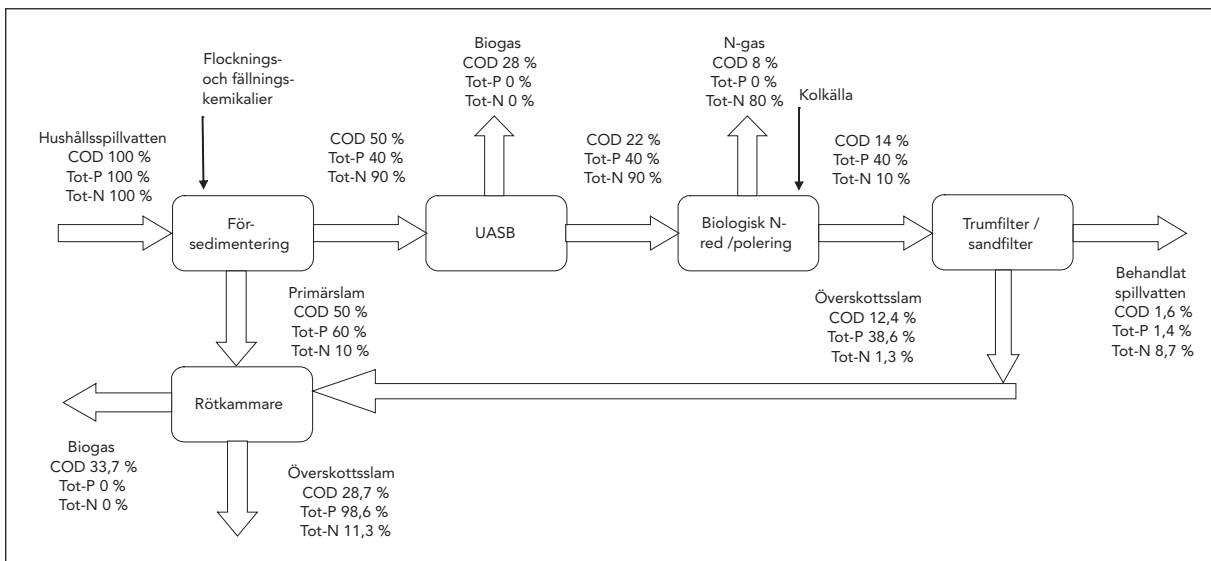 Flocknings-
och fällnings-
kemikalier
Biogas
COD 28 %
Tot-P 0 %
Tot-N 0 %
N-gas
COD 8 %
Tot-P 0 %
Tot-N 80 %
Kolkälla
Hushållsspillvatten
COD 100 %
Tot-P 100 %
Tot-N 100 %
COD 50 %
Tot-P 40 %
Tot-N 90 %
COD 22 %
Tot-P 40 %
Tot-N 90 %
COD 14 %
Tot-P 40 %
Tot-N 10 %
För-
sedimentering
UASB
Biologisk N-
red /polering
Trumfilter /
sandfilter
Primärslam
COD 50 %
Tot-P 60 %
Tot-N 10 %
Överskottsslam
COD 12,4 %
Tot-P 38,6 %
Tot-N 1,3 %
Behandlat
spillvatten
COD 1,6 %
Tot-P 1,4 %
Tot-N 8,7 %
Rötkammare
Biogas
COD 33,7 %
Tot-P 0 %
Tot-N 0 %
Överskottsslam
COD 28,7 %
Tot-P 98,6 %
Tot-N 11,3 %